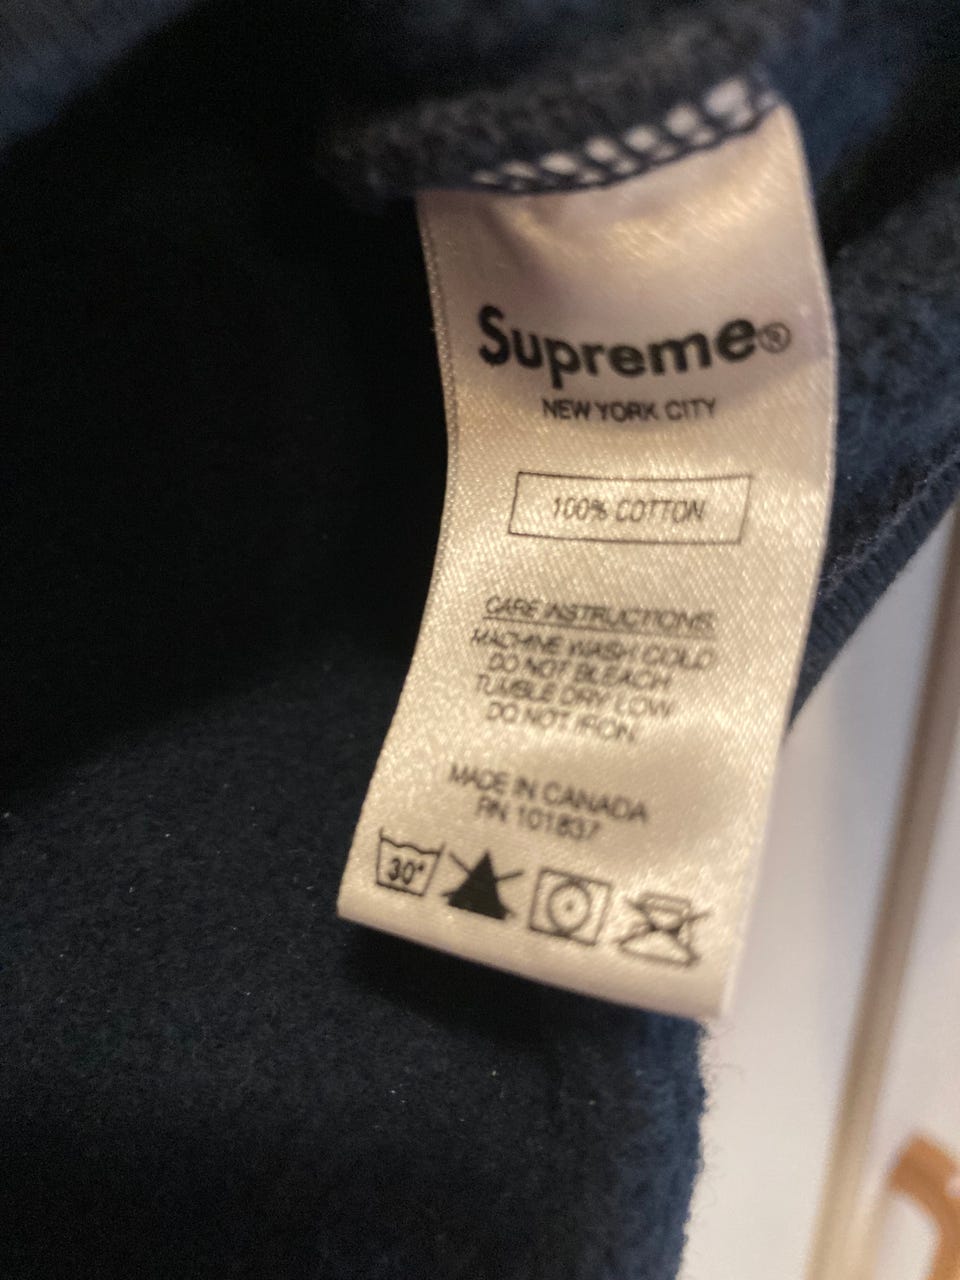 Supreme®
NEW YORK CITY
100% COTTON
CARE INSTRUCTIONS:
MACHINE WASH COLD
DO NOT BLEACH
TUMBLE DRY LOW
DO NOT IRON.
MADE IN CANADA
RN 101837
30°